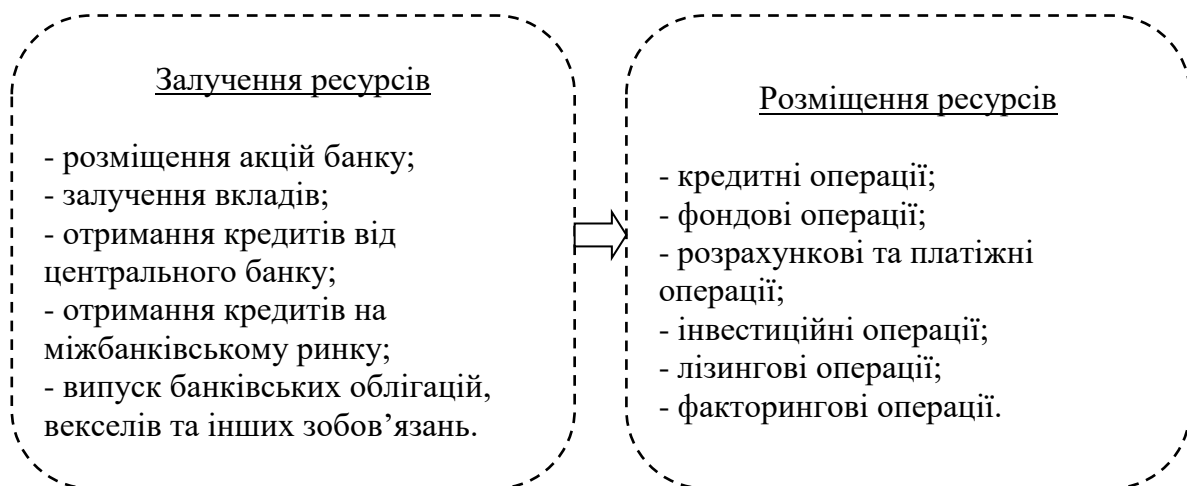 Залучення ресурсів
- розміщення акцій банку;
- залучення вкладів;
- отримання кредитів від
центрального банку;
- отримання кредитів на
міжбанківському ринку;
- випуск банківських облігацій,
векселів та інших зобов’язань.
Розміщення ресурсів
- кредитні операції;
- фондові операції;
- розрахункові та платіжні
операції;
- інвестиційні операції;
- лізингові операції;
- факторингові операції.